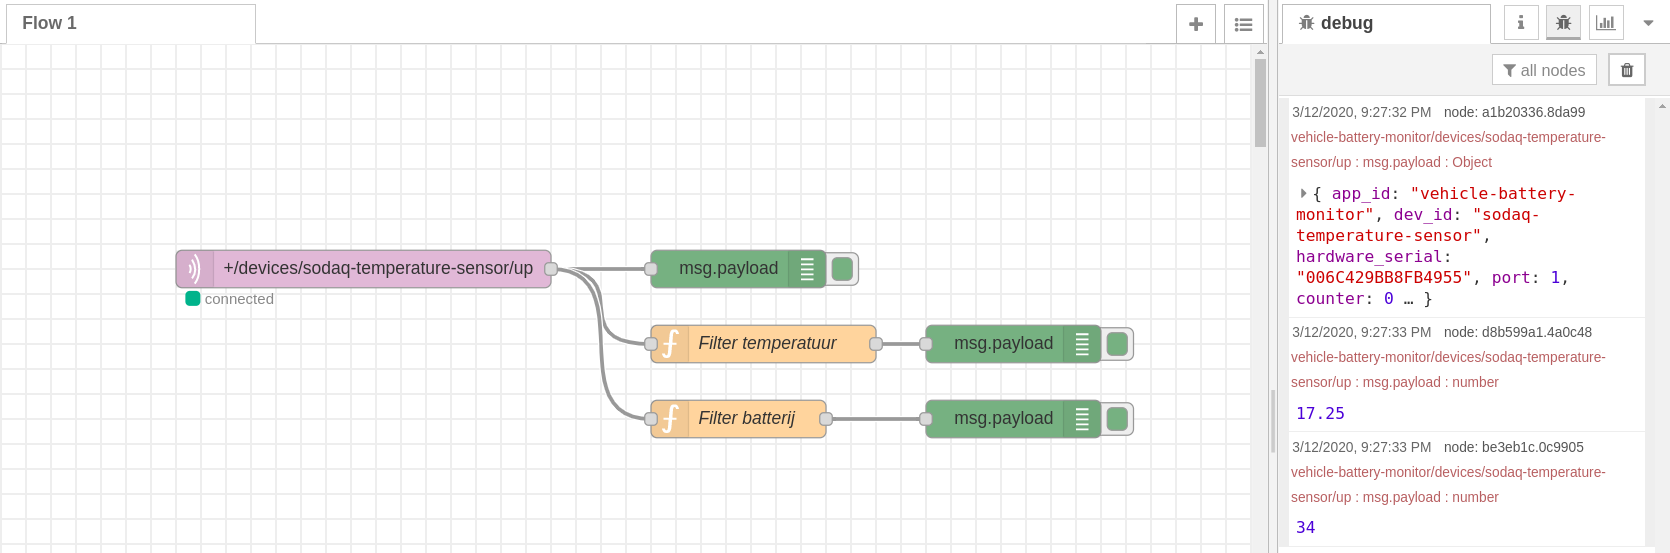 Flow 1
debug
all nodes
+/devices/sodaq-temperature-sensor/up
connected
msg.payload
Filter temperatuur
msg.payload
Filter batterij
msg.payload
3/12/2020, 9:27:32 PM node: a1b20336.8da99
vehicle-battery-monitor/devices/sodaq-temperature-
sensor/up : msg.payload : Object
{ app_id: "vehicle-battery-
monitor", dev_id: "sodaq-
temperature-sensor",
hardware_serial:
"006C429BB8FB4955", port: 1,
counter: 0 … }
3/12/2020, 9:27:33 PM node: d8b599a1.4a0c48
vehicle-battery-monitor/devices/sodaq-temperature-
sensor/up : msg.payload : number
17.25
3/12/2020, 9:27:33 PM node: be3eb1c.0c9905
vehicle-battery-monitor/devices/sodaq-temperature-
sensor/up : msg.payload : number
34